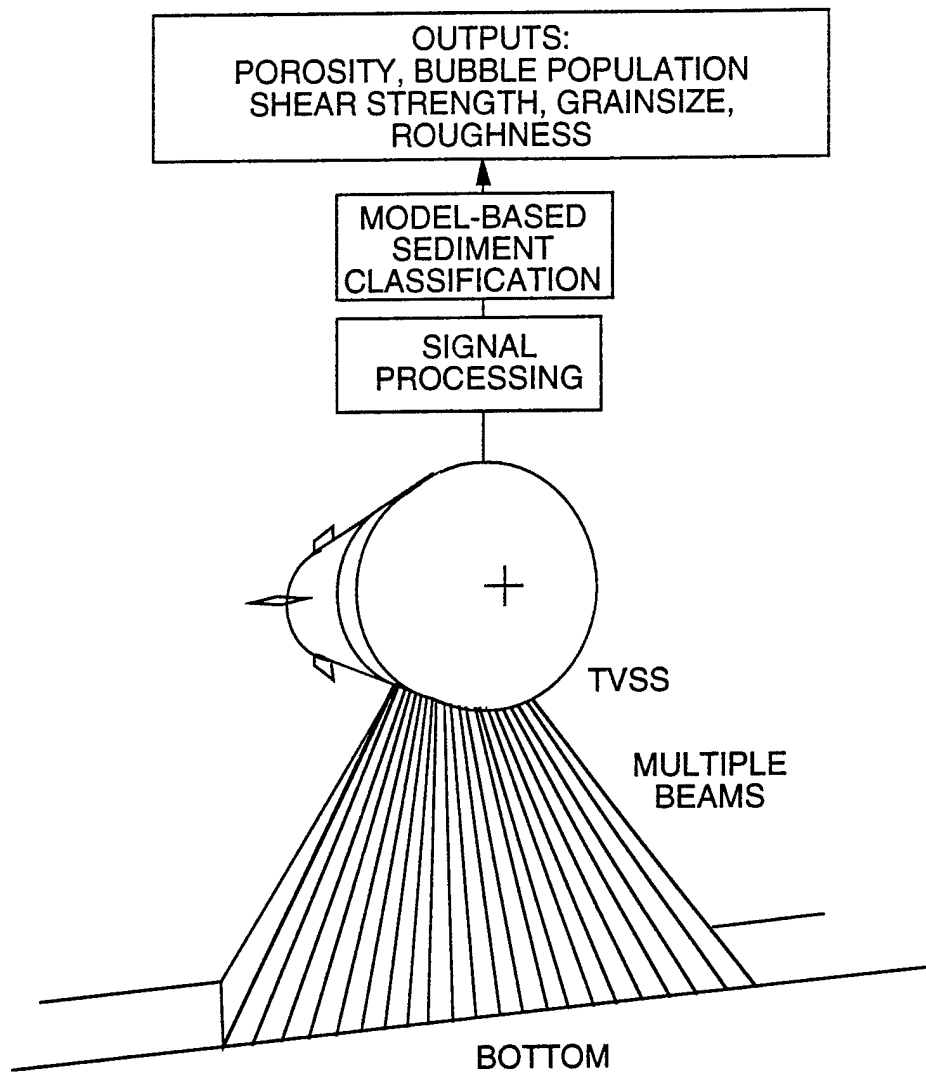 OUTPUTS:
POROSITY, BUBBLE POPULATION
SHEAR STRENGTH, GRAINSIZE,
ROUGHNESS
MODEL-BASED
SEDIMENT
CLASSIFICATION
SIGNAL
PROCESSING
TVSS
MULTIPLE
BEAMS
BOTTOM